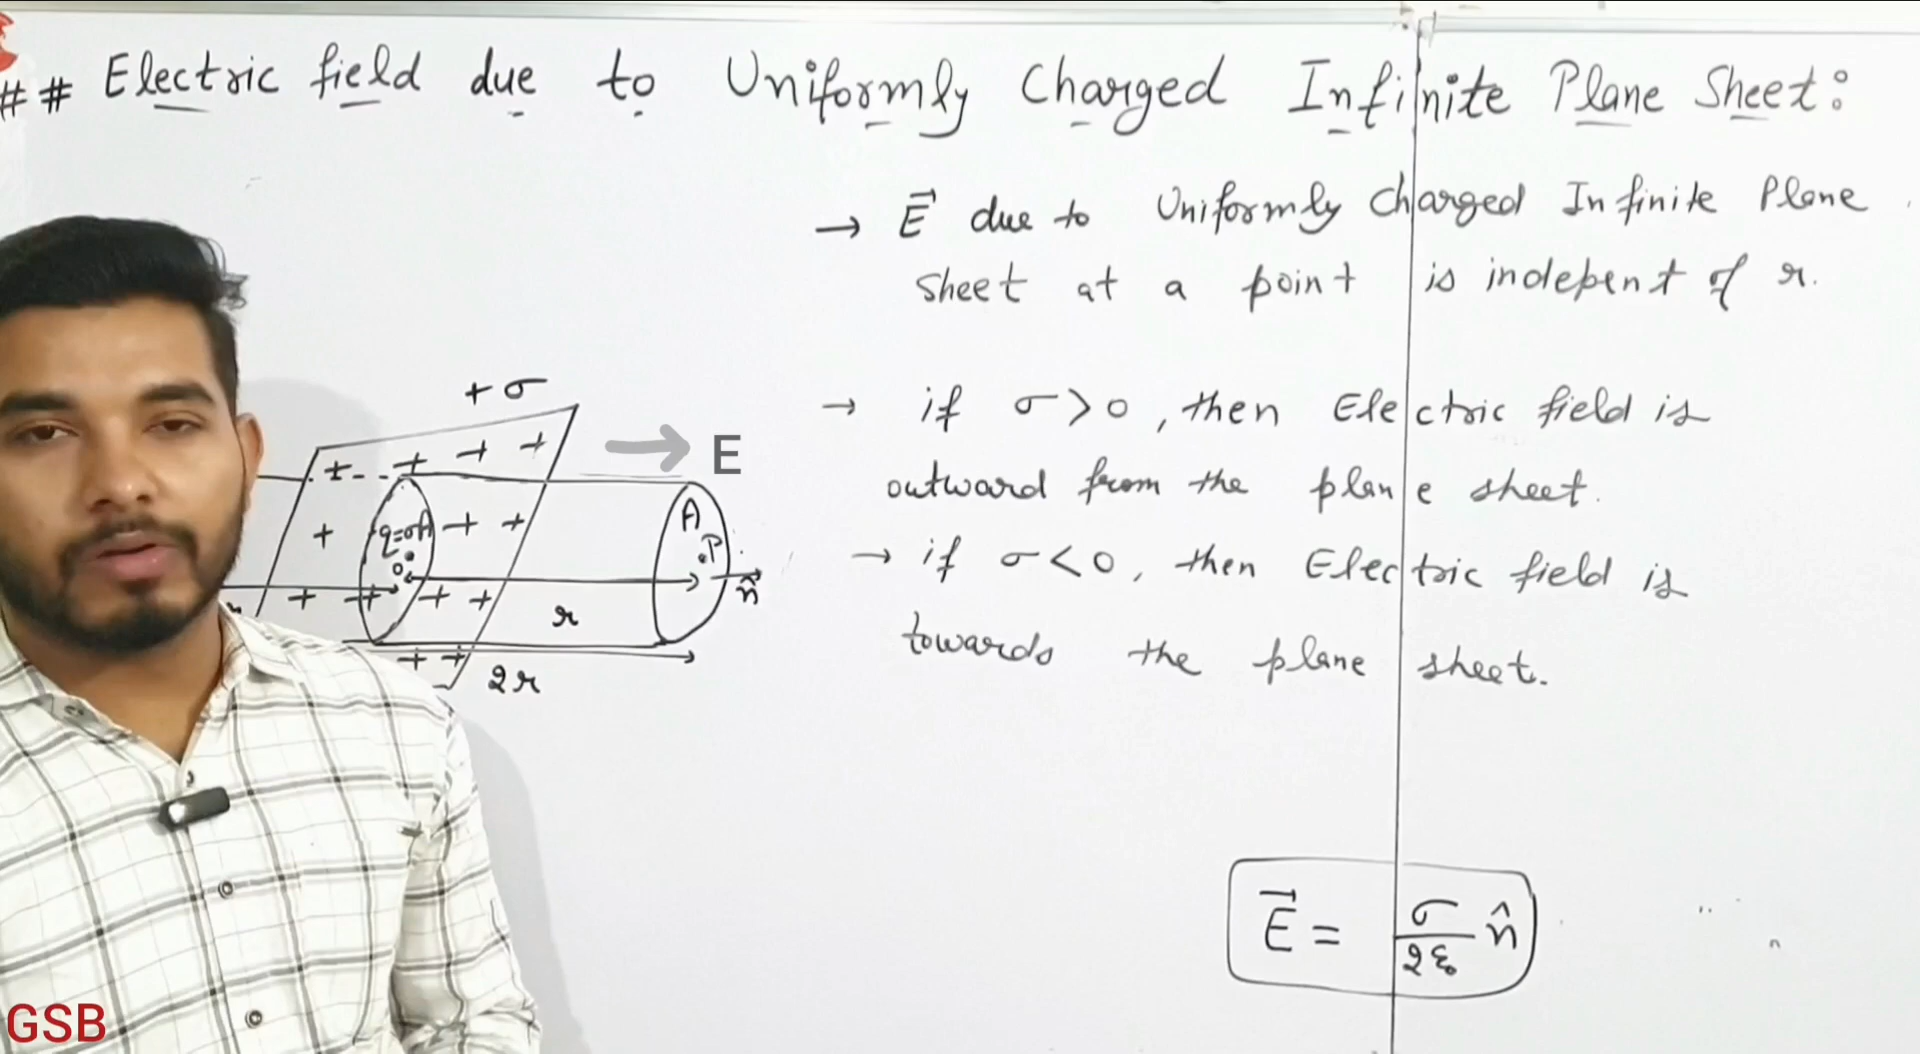 ## Electric field due to Uniformly Charged Infinite Plane Sheet:
→ E⃗ due to Uniformly Charged Infinite Plane
sheet at a point is indepent of r.
→ if σ>0, then Electric field is
outward from the plane sheet.
→ if σ<0, then Electric field is
towards the plane sheet.
+σ
E
q=σA
A
P
O
n̂
r
2r
E⃗ = σ/2ε₀ n̂
GSB